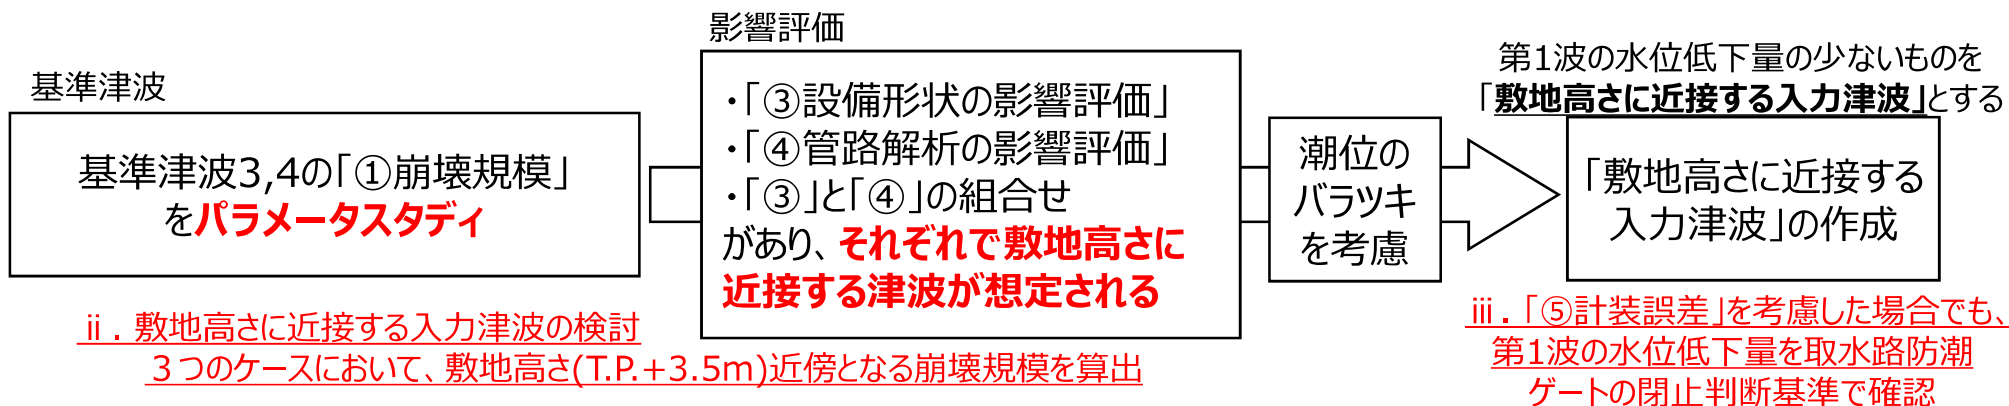 基準津波
基準津波3,4の「①崩壊規模」
をパラメータスタディ
影響評価
・「③設備形状の影響評価」
・「④管路解析の影響評価」
・「③」と「④」の組合せ
があり、それぞれで敷地高さに
近接する津波が想定される
潮位の
バラツキ
を考慮
第1波の水位低下量の少ないものを
「敷地高さに近接する入力津波」とする
「敷地高さに近接する
入力津波」の作成
ⅱ．敷地高さに近接する入力津波の検討
３つのケースにおいて、敷地高さ(T.P.+3.5m)近傍となる崩壊規模を算出
ⅲ．「⑤計装誤差」を考慮した場合でも、
第1波の水位低下量を取水路防潮
ゲートの閉止判断基準で確認